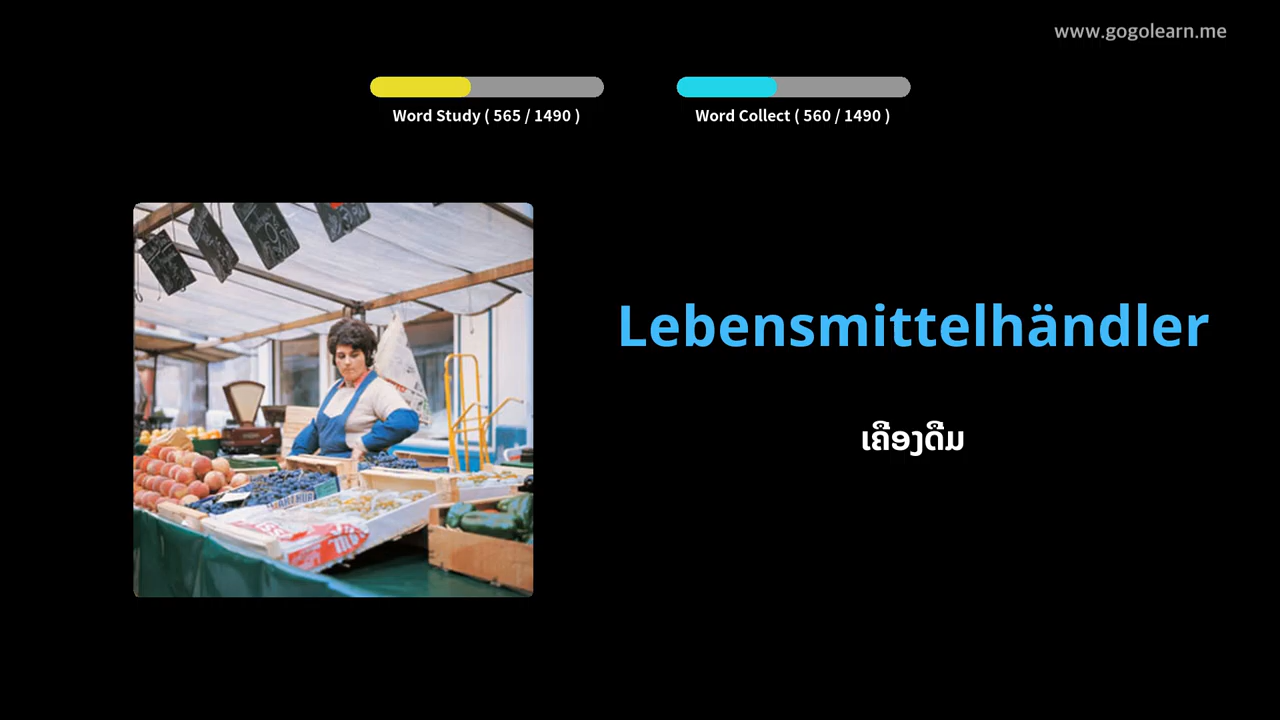 www.gogolearn.me
Word Study ( 565 / 1490 )
Word Collect ( 560 / 1490 )
Lebensmittelhändler
ເຄື່ອງດື່ມ